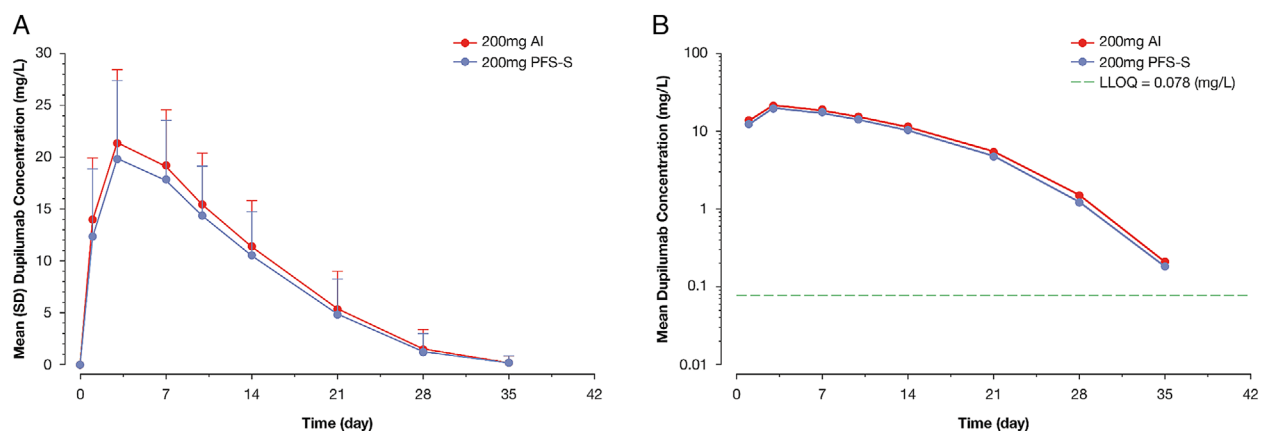 A
200mg AI
200mg PFS-S
Mean (SD) Dupilumab Concentration (mg/L)
30
25
20
15
10
5
0
0 7 14 21 28 35 42
Time (day)
B
200mg AI
200mg PFS-S
LLOQ = 0.078 (mg/L)
Mean Dupilumab Concentration (mg/L)
100
10
1
0.1
0.01
0 7 14 21 28 35 42
Time (day)